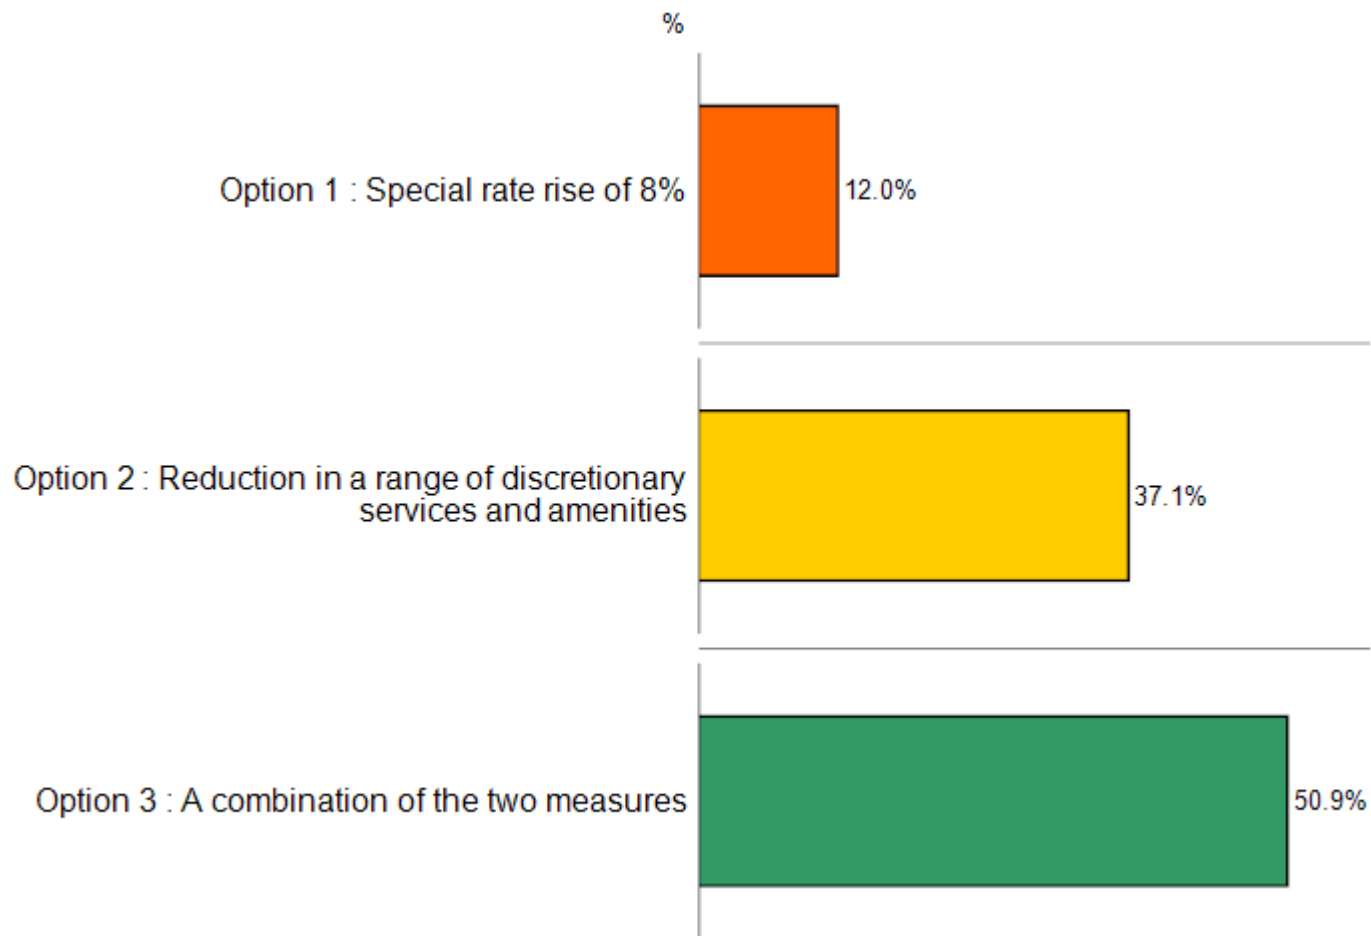 %
Option 1 : Special rate rise of 8%
12.0%
Option 2 : Reduction in a range of discretionary
services and amenities
37.1%
Option 3 : A combination of the two measures
50.9%